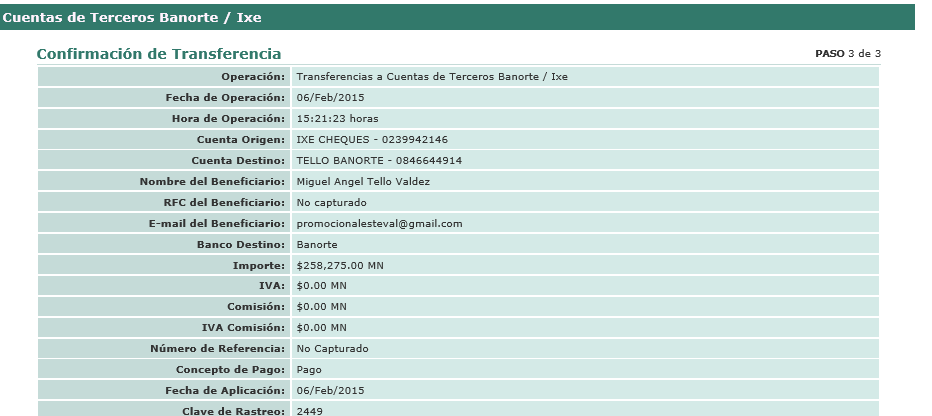 Cuentas de Terceros Banorte / Ixe
Confirmación de Transferencia PASO 3 de 3
Operación: Transferencias a Cuentas de Terceros Banorte / Ixe
Fecha de Operación: 06/Feb/2015
Hora de Operación: 15:21:23 horas
Cuenta Origen: IXE CHEQUES - 0239942146
Cuenta Destino: TELLO BANORTE - 0846644914
Nombre del Beneficiario: Miguel Angel Tello Valdez
RFC del Beneficiario: No capturado
E-mail del Beneficiario: promocionalesteval@gmail.com
Banco Destino: Banorte
Importe: $258,275.00 MN
IVA: $0.00 MN
Comisión: $0.00 MN
IVA Comisión: $0.00 MN
Número de Referencia: No Capturado
Concepto de Pago: Pago
Fecha de Aplicación: 06/Feb/2015
Clave de Rastreo: 2449